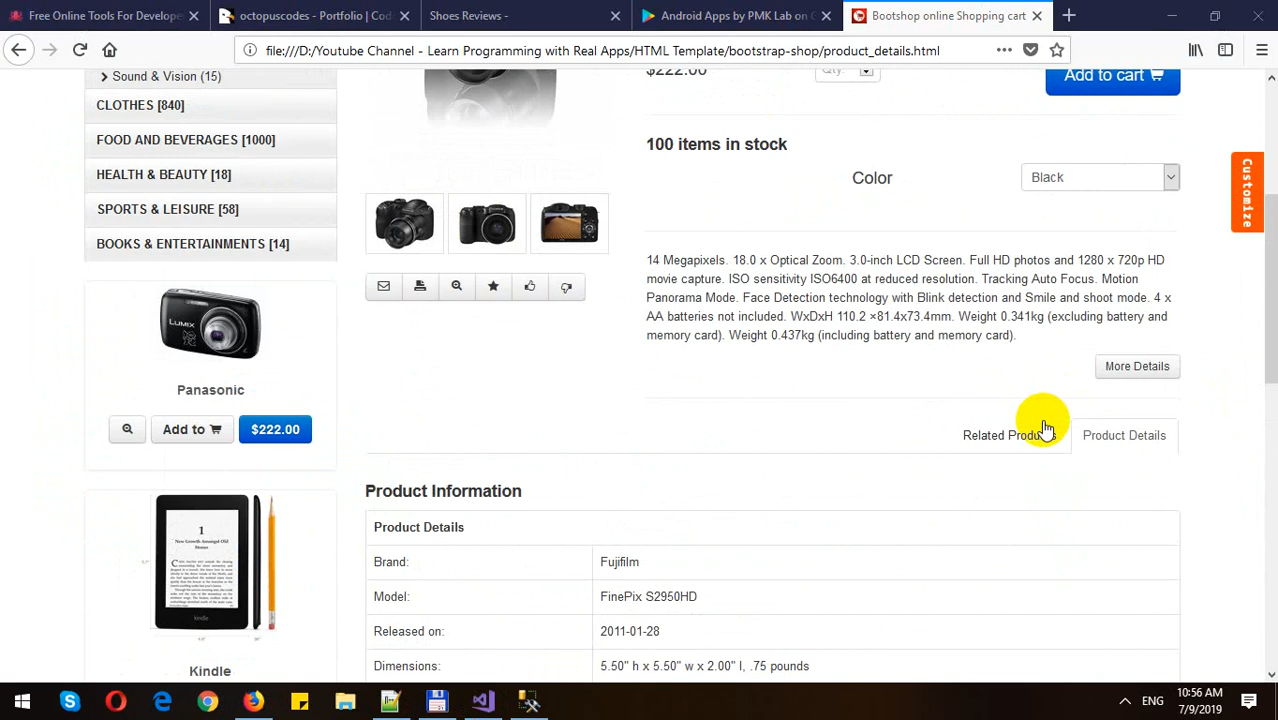 Free Online Tools For Develope
octopuscodes - Portfolio | Cod
Shoes Reviews -
Android Apps by PMK Lab on G
Bootshop online Shopping cart
file:///D:/Youtube Channel - Learn Programming with Real Apps/HTML Template/bootstrap-shop/product_details.html
Sound & Vision (15)
CLOTHES [840]
FOOD AND BEVERAGES [1000]
HEALTH & BEAUTY [18]
SPORTS & LEISURE [58]
BOOKS & ENTERTAINMENTS [14]
LUMIX
Panasonic
Add to
$222.00
1
kindle
Kindle
$222.00
Qty.
Add to cart
100 items in stock
Color
Black
14 Megapixels. 18.0 x Optical Zoom. 3.0-inch LCD Screen. Full HD photos and 1280 x 720p HD
movie capture. ISO sensitivity ISO6400 at reduced resolution. Tracking Auto Focus. Motion
Panorama Mode. Face Detection technology with Blink detection and Smile and shoot mode. 4 x
AA batteries not included. WxDxH 110.2 ×81.4x73.4mm. Weight 0.341kg (excluding battery and
memory card). Weight 0.437kg (including battery and memory card).
More Details
Related Products
Product Details
Product Information
Product Details
Brand: Fujifilm
Model: FinePix S2950HD
Released on: 2011-01-28
Dimensions: 5.50" h x 5.50" w x 2.00" l, .75 pounds
Customize
ENG
10:56 AM
7/9/2019